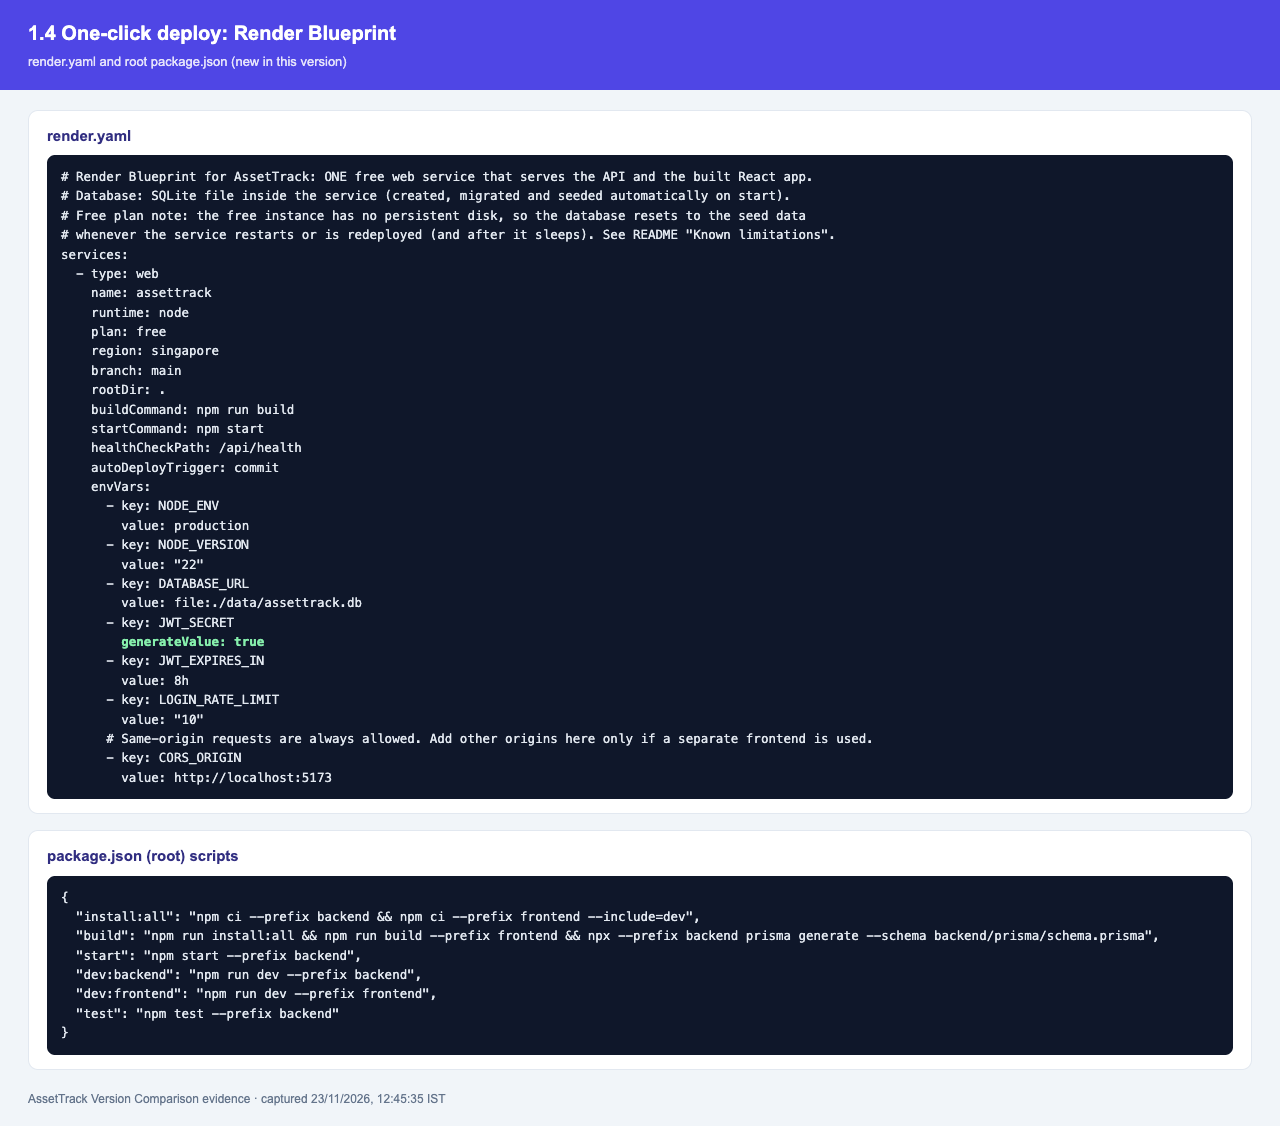 1.4 One-click deploy: Render Blueprint
render.yaml and root package.json (new in this version)
render.yaml
# Render Blueprint for AssetTrack: ONE free web service that serves the API and the built React app.
# Database: SQLite file inside the service (created, migrated and seeded automatically on start).
# Free plan note: the free instance has no persistent disk, so the database resets to the seed data
# whenever the service restarts or is redeployed (and after it sleeps). See README "Known limitations".
services:
  - type: web
    name: assettrack
    runtime: node
    plan: free
    region: singapore
    branch: main
    rootDir: .
    buildCommand: npm run build
    startCommand: npm start
    healthCheckPath: /api/health
    autoDeployTrigger: commit
    envVars:
      - key: NODE_ENV
        value: production
      - key: NODE_VERSION
        value: "22"
      - key: DATABASE_URL
        value: file:./data/assettrack.db
      - key: JWT_SECRET
        generateValue: true
      - key: JWT_EXPIRES_IN
        value: 8h
      - key: LOGIN_RATE_LIMIT
        value: "10"
      # Same-origin requests are always allowed. Add other origins here only if a separate frontend is used.
      - key: CORS_ORIGIN
        value: http://localhost:5173
package.json (root) scripts
{
  "install:all": "npm ci --prefix backend && npm ci --prefix frontend --include=dev",
  "build": "npm run install:all && npm run build --prefix frontend && npx --prefix backend prisma generate --schema backend/prisma/schema.prisma",
  "start": "npm start --prefix backend",
  "dev:backend": "npm run dev --prefix backend",
  "dev:frontend": "npm run dev --prefix frontend",
  "test": "npm test --prefix backend"
}
AssetTrack Version Comparison evidence · captured 23/11/2026, 12:45:35 IST